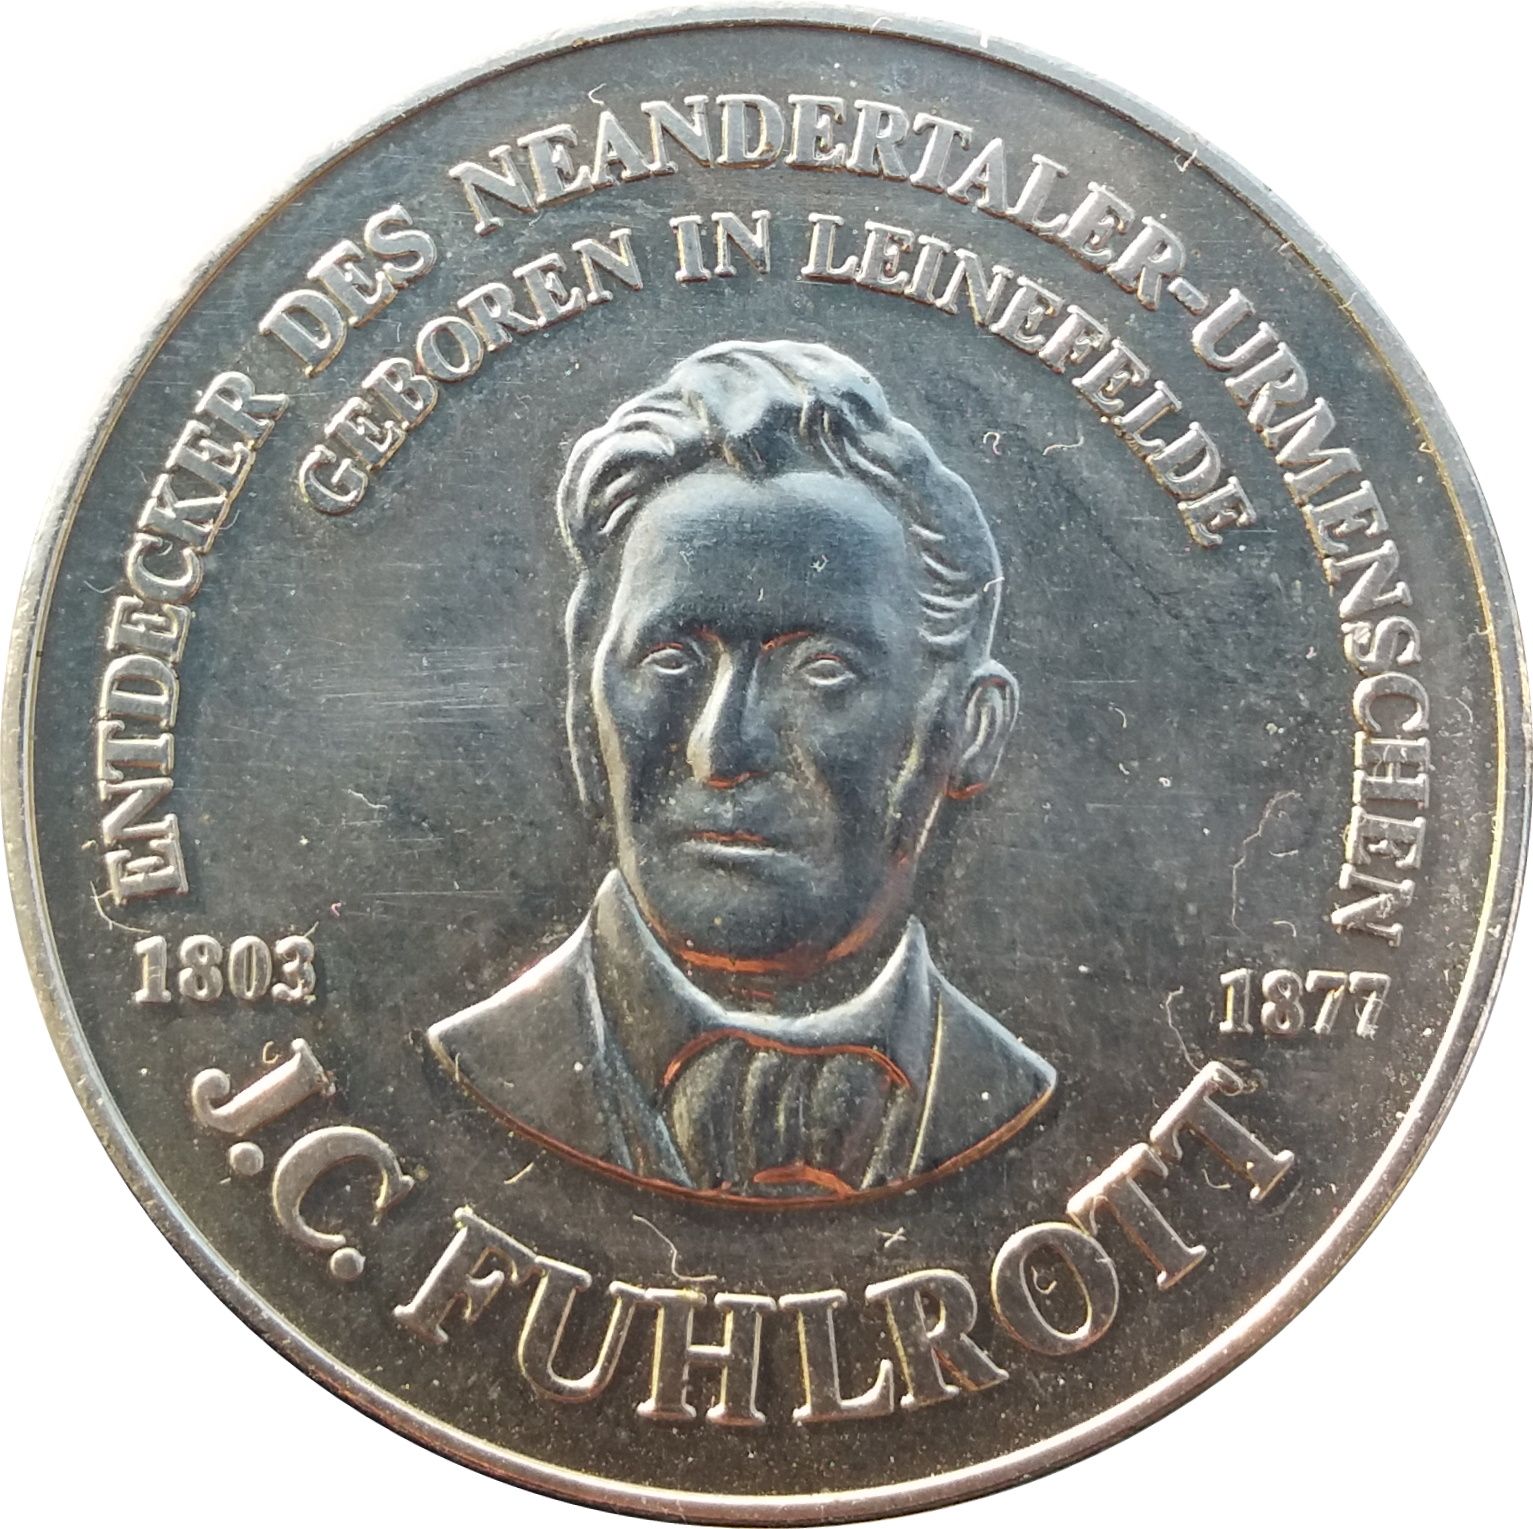 ENTDECKER DES NEANDERTALER-URMENSCHEN
GEBOREN IN LEINEFELDE
1803
1877
J.C. FUHLROTT